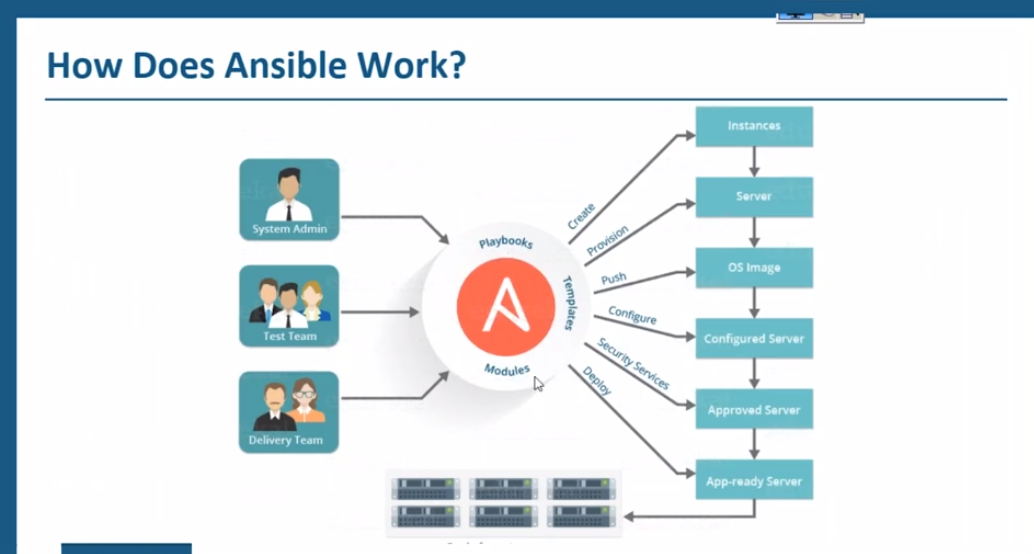 How Does Ansible Work?
System Admin
Test Team
Delivery Team
Playbooks
Templates
Modules
Create
Provision
Push
Configure
Security Services
Deploy
Instances
Server
OS Image
Configured Server
Approved Server
App-ready Server